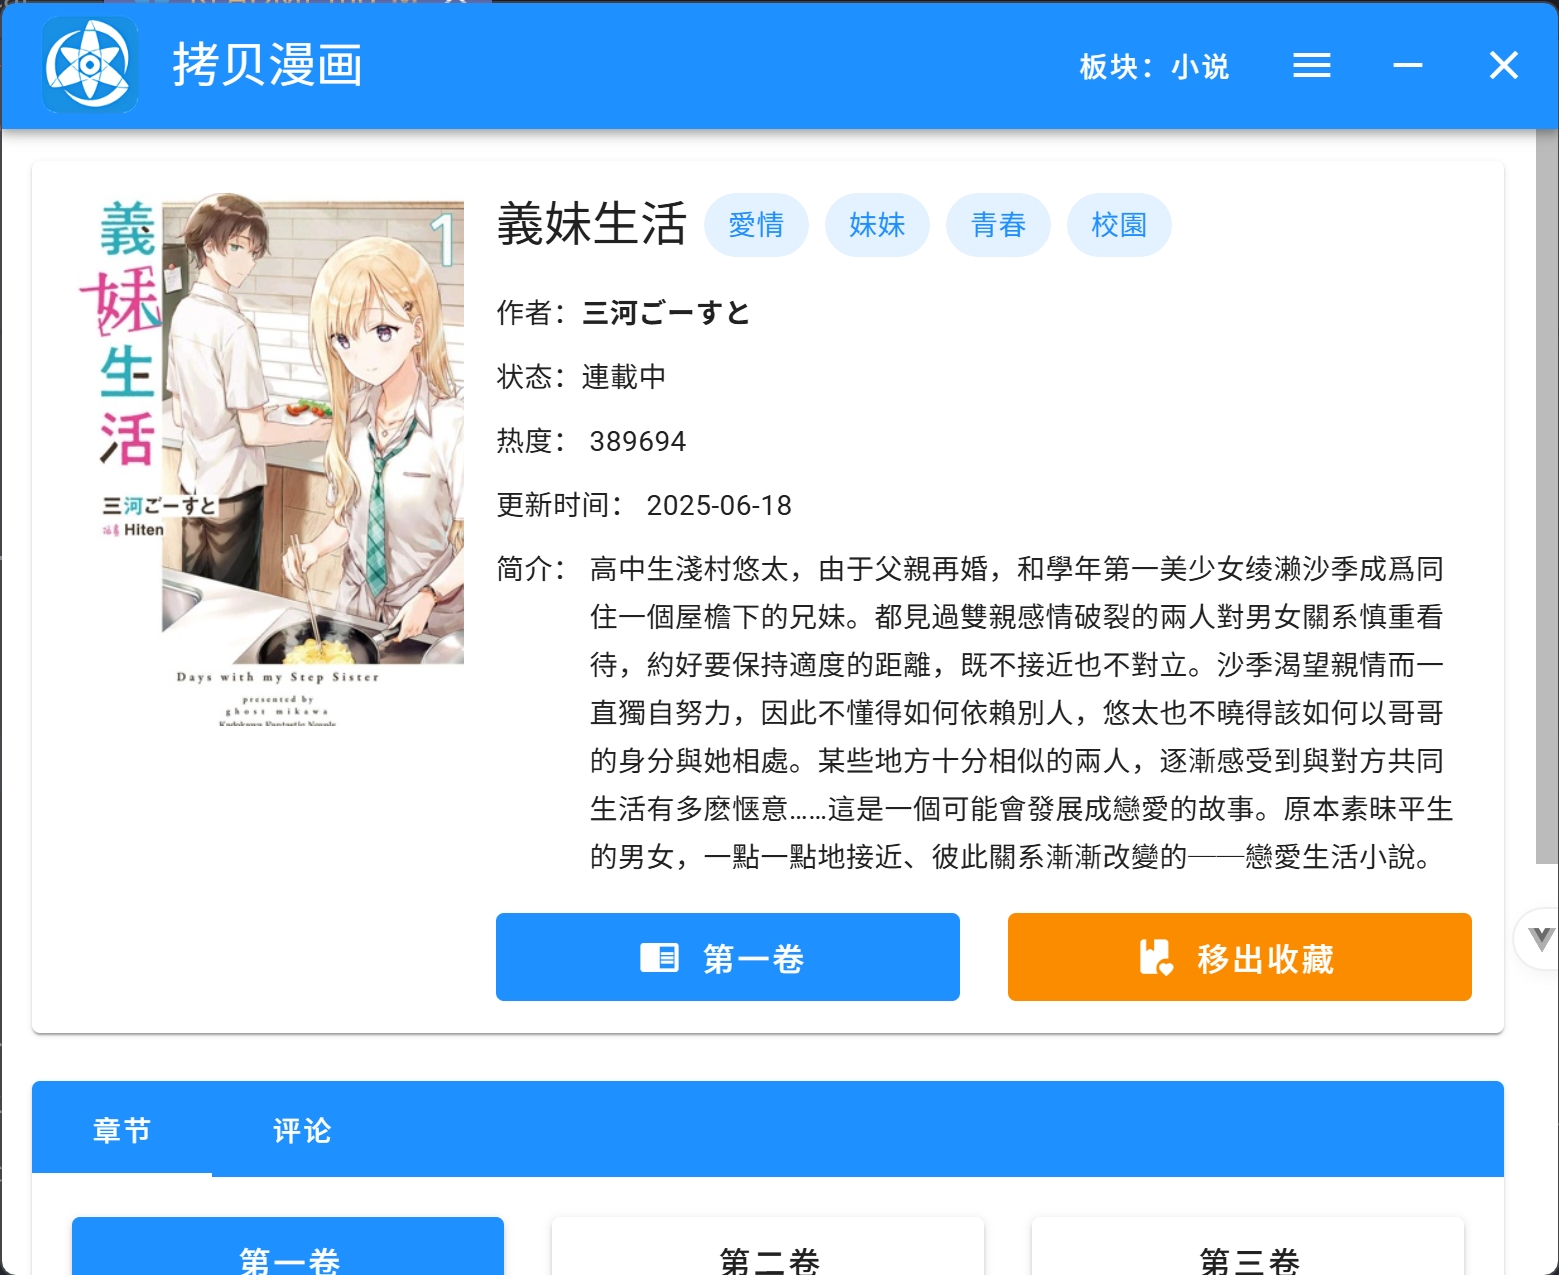 拷贝漫画
板块：小说
義妹生活
1
三河ごーすと
插畫 Hiten
Days with my Step Sister
presented by
ghost mikawa
Kadokawa Fantastic Novels
義妹生活 愛情 妹妹 青春 校園
作者：三河ごーすと
状态：連載中
热度： 389694
更新时间： 2025-06-18
简介： 高中生淺村悠太，由于父親再婚，和學年第一美少女绫濑沙季成爲同
住一個屋檐下的兄妹。都見過雙親感情破裂的兩人對男女關系慎重看
待，約好要保持適度的距離，既不接近也不對立。沙季渴望親情而一
直獨自努力，因此不懂得如何依賴別人，悠太也不曉得該如何以哥哥
的身分與她相處。某些地方十分相似的兩人，逐漸感受到與對方共同
生活有多麽惬意……這是一個可能會發展成戀愛的故事。原本素昧平生
的男女，一點一點地接近、彼此關系漸漸改變的——戀愛生活小說。
第一卷
移出收藏
章节 评论
第一卷 第二卷 第三卷